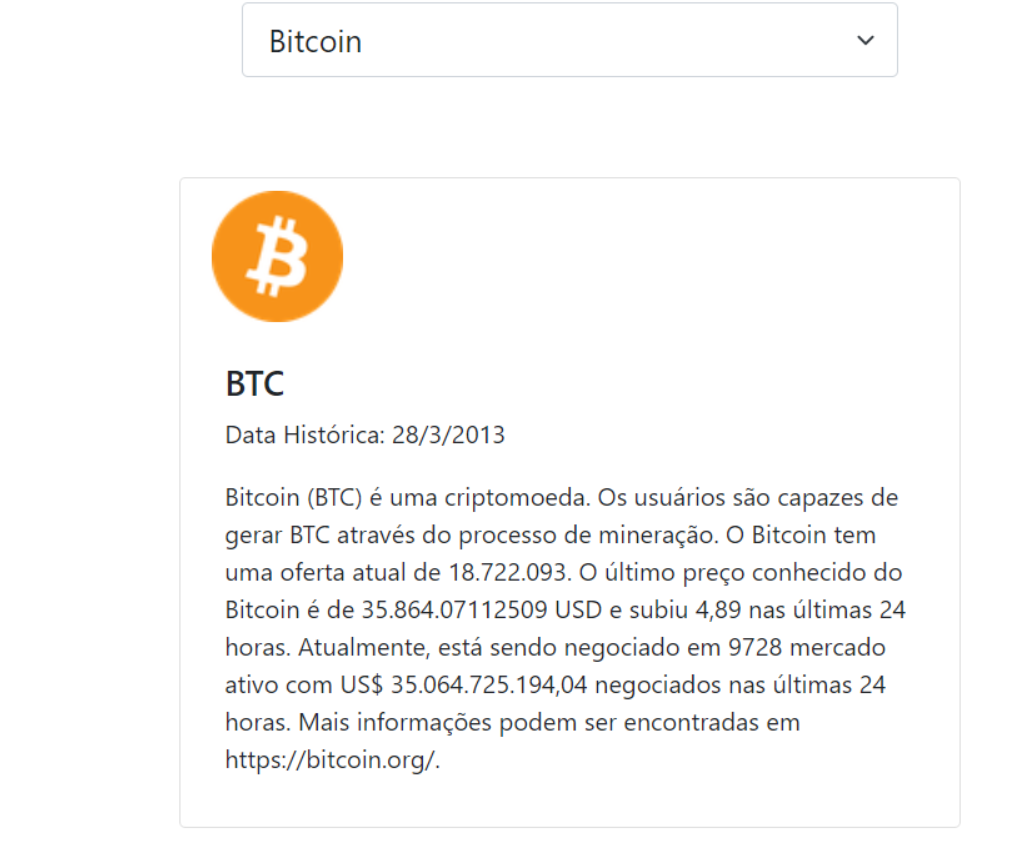 Bitcoin
BTC
Data Histórica: 28/3/2013
Bitcoin (BTC) é uma criptomoeda. Os usuários são capazes de
gerar BTC através do processo de mineração. O Bitcoin tem
uma oferta atual de 18.722.093. O último preço conhecido do
Bitcoin é de 35.864.07112509 USD e subiu 4,89 nas últimas 24
horas. Atualmente, está sendo negociado em 9728 mercado
ativo com US$ 35.064.725.194,04 negociados nas últimas 24
horas. Mais informações podem ser encontradas em
https://bitcoin.org/.